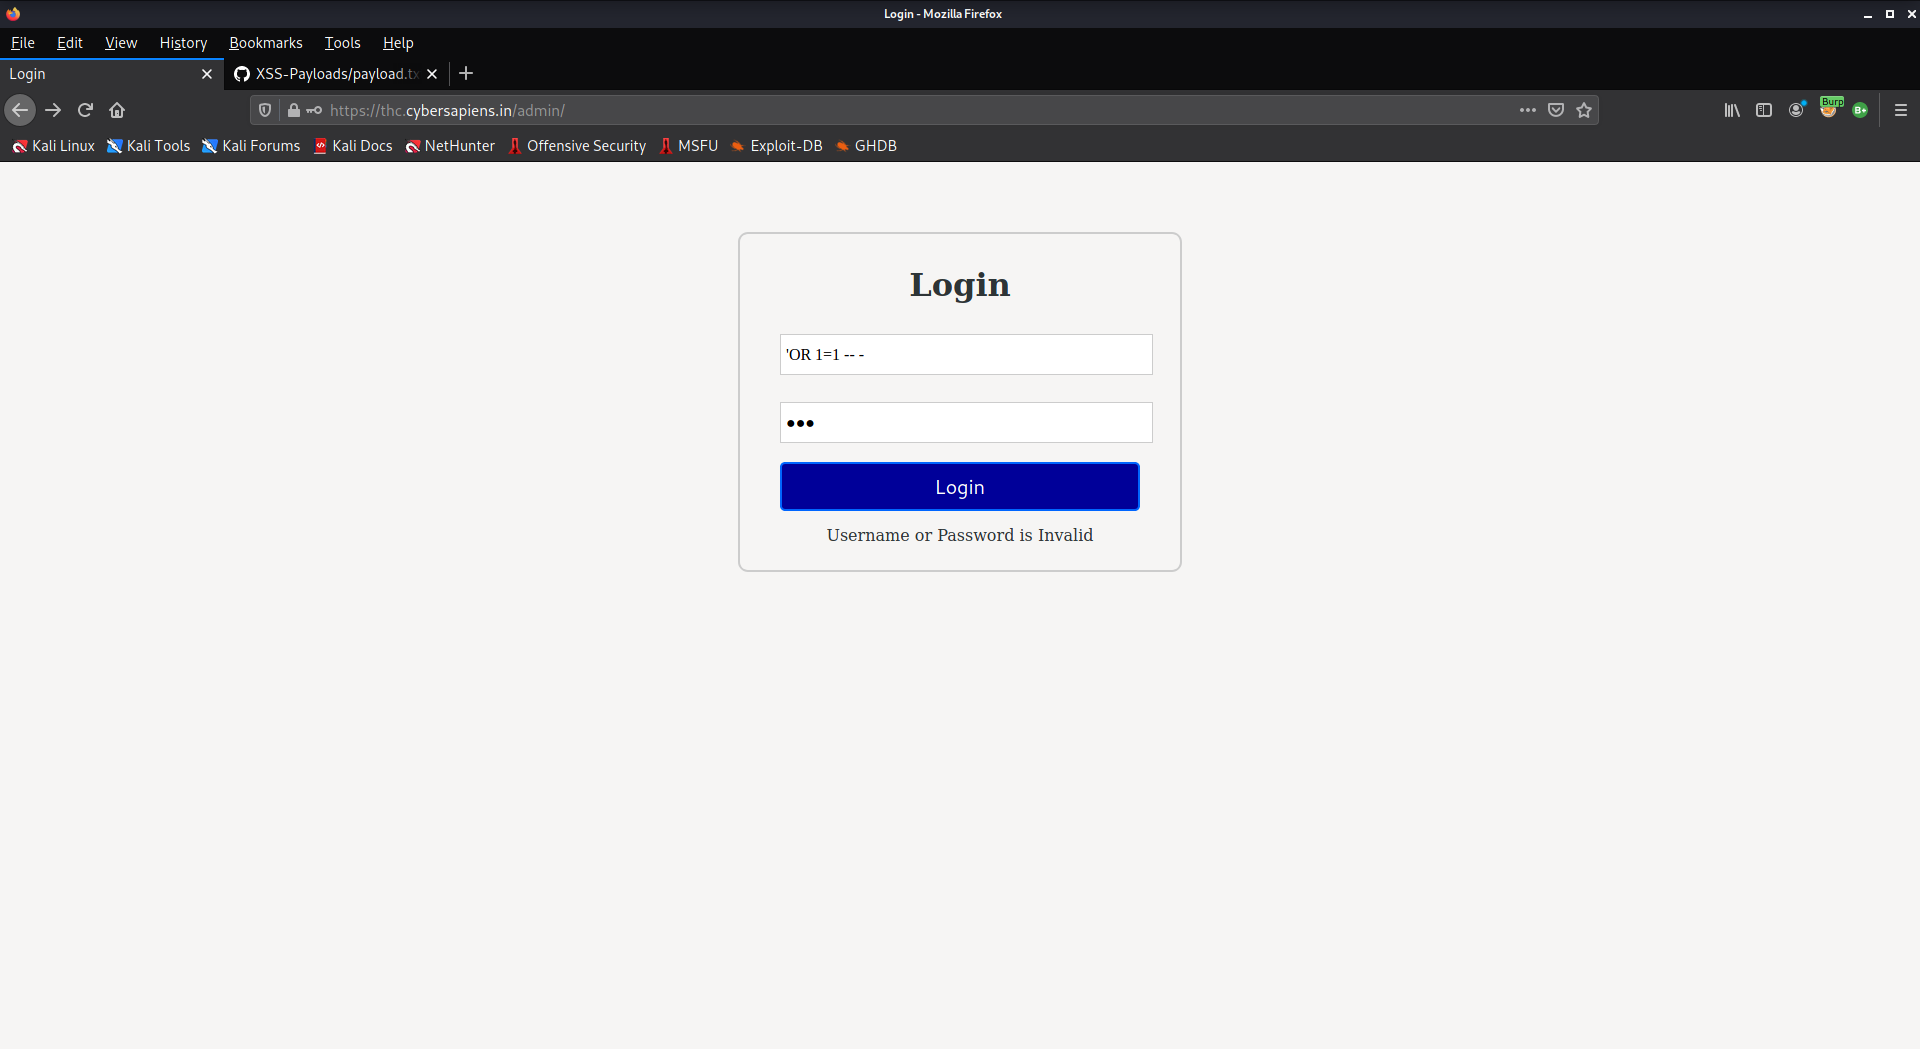 Login - Mozilla Firefox
File Edit View History Bookmarks Tools Help
Login XSS-Payloads/payload.tx
https://thc.cybersapiens.in/admin/ Burp B+
Kali Linux Kali Tools Kali Forums Kali Docs NetHunter Offensive Security MSFU Exploit-DB GHDB
Login
'OR 1=1 -- -
Login
Username or Password is Invalid